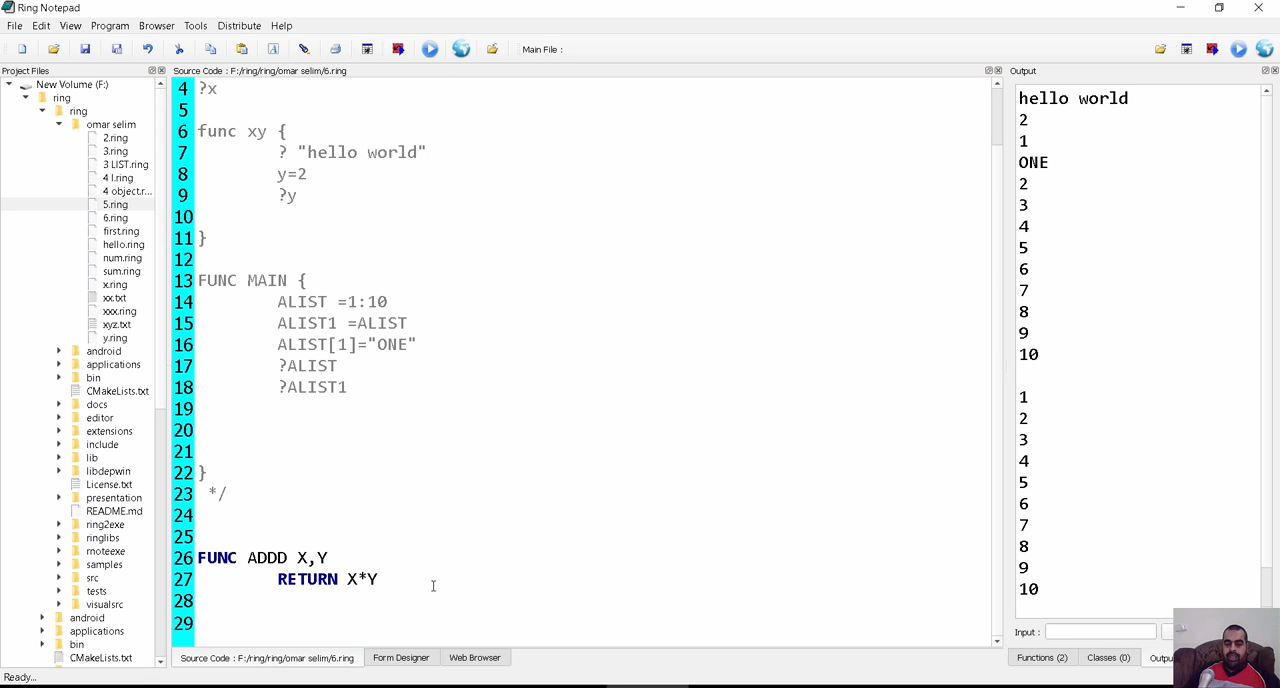 Ring Notepad
File Edit View Program Browser Tools Distribute Help
Main File :
Project Files
Source Code : F:/ring/ring/omar selim/6.ring
Output
New Volume (F:)
ring
ring
omar selim
2.ring
3.ring
3 LIST.ring
4 l.ring
4 object.r...
5.ring
6.ring
first.ring
hello.ring
num.ring
sum.ring
x.ring
xx.txt
xxx.ring
xyz.txt
y.ring
android
applications
bin
CMakeLists.txt
docs
editor
extensions
include
lib
libdepwin
License.txt
presentation
README.md
ring2exe
ringlibs
rnoteexe
samples
src
tests
visualsrc
android
applications
bin
CMakeLists.txt
4 ?x
5
6 func xy {
7 ? "hello world"
8 y=2
9 ?y
10
11 }
12
13 FUNC MAIN {
14 ALIST =1:10
15 ALIST1 =ALIST
16 ALIST[1]="ONE"
17 ?ALIST
18 ?ALIST1
19
20
21
22 }
23 */
24
25
26 FUNC ADDD X,Y
27 RETURN X*Y
28
29
hello world
2
1
ONE
2
3
4
5
6
7
8
9
10
1
2
3
4
5
6
7
8
9
10
Input :
Source Code : F:/ring/ring/omar selim/6.ring Form Designer Web Browser
Functions (2) Classes (0)
Ready...